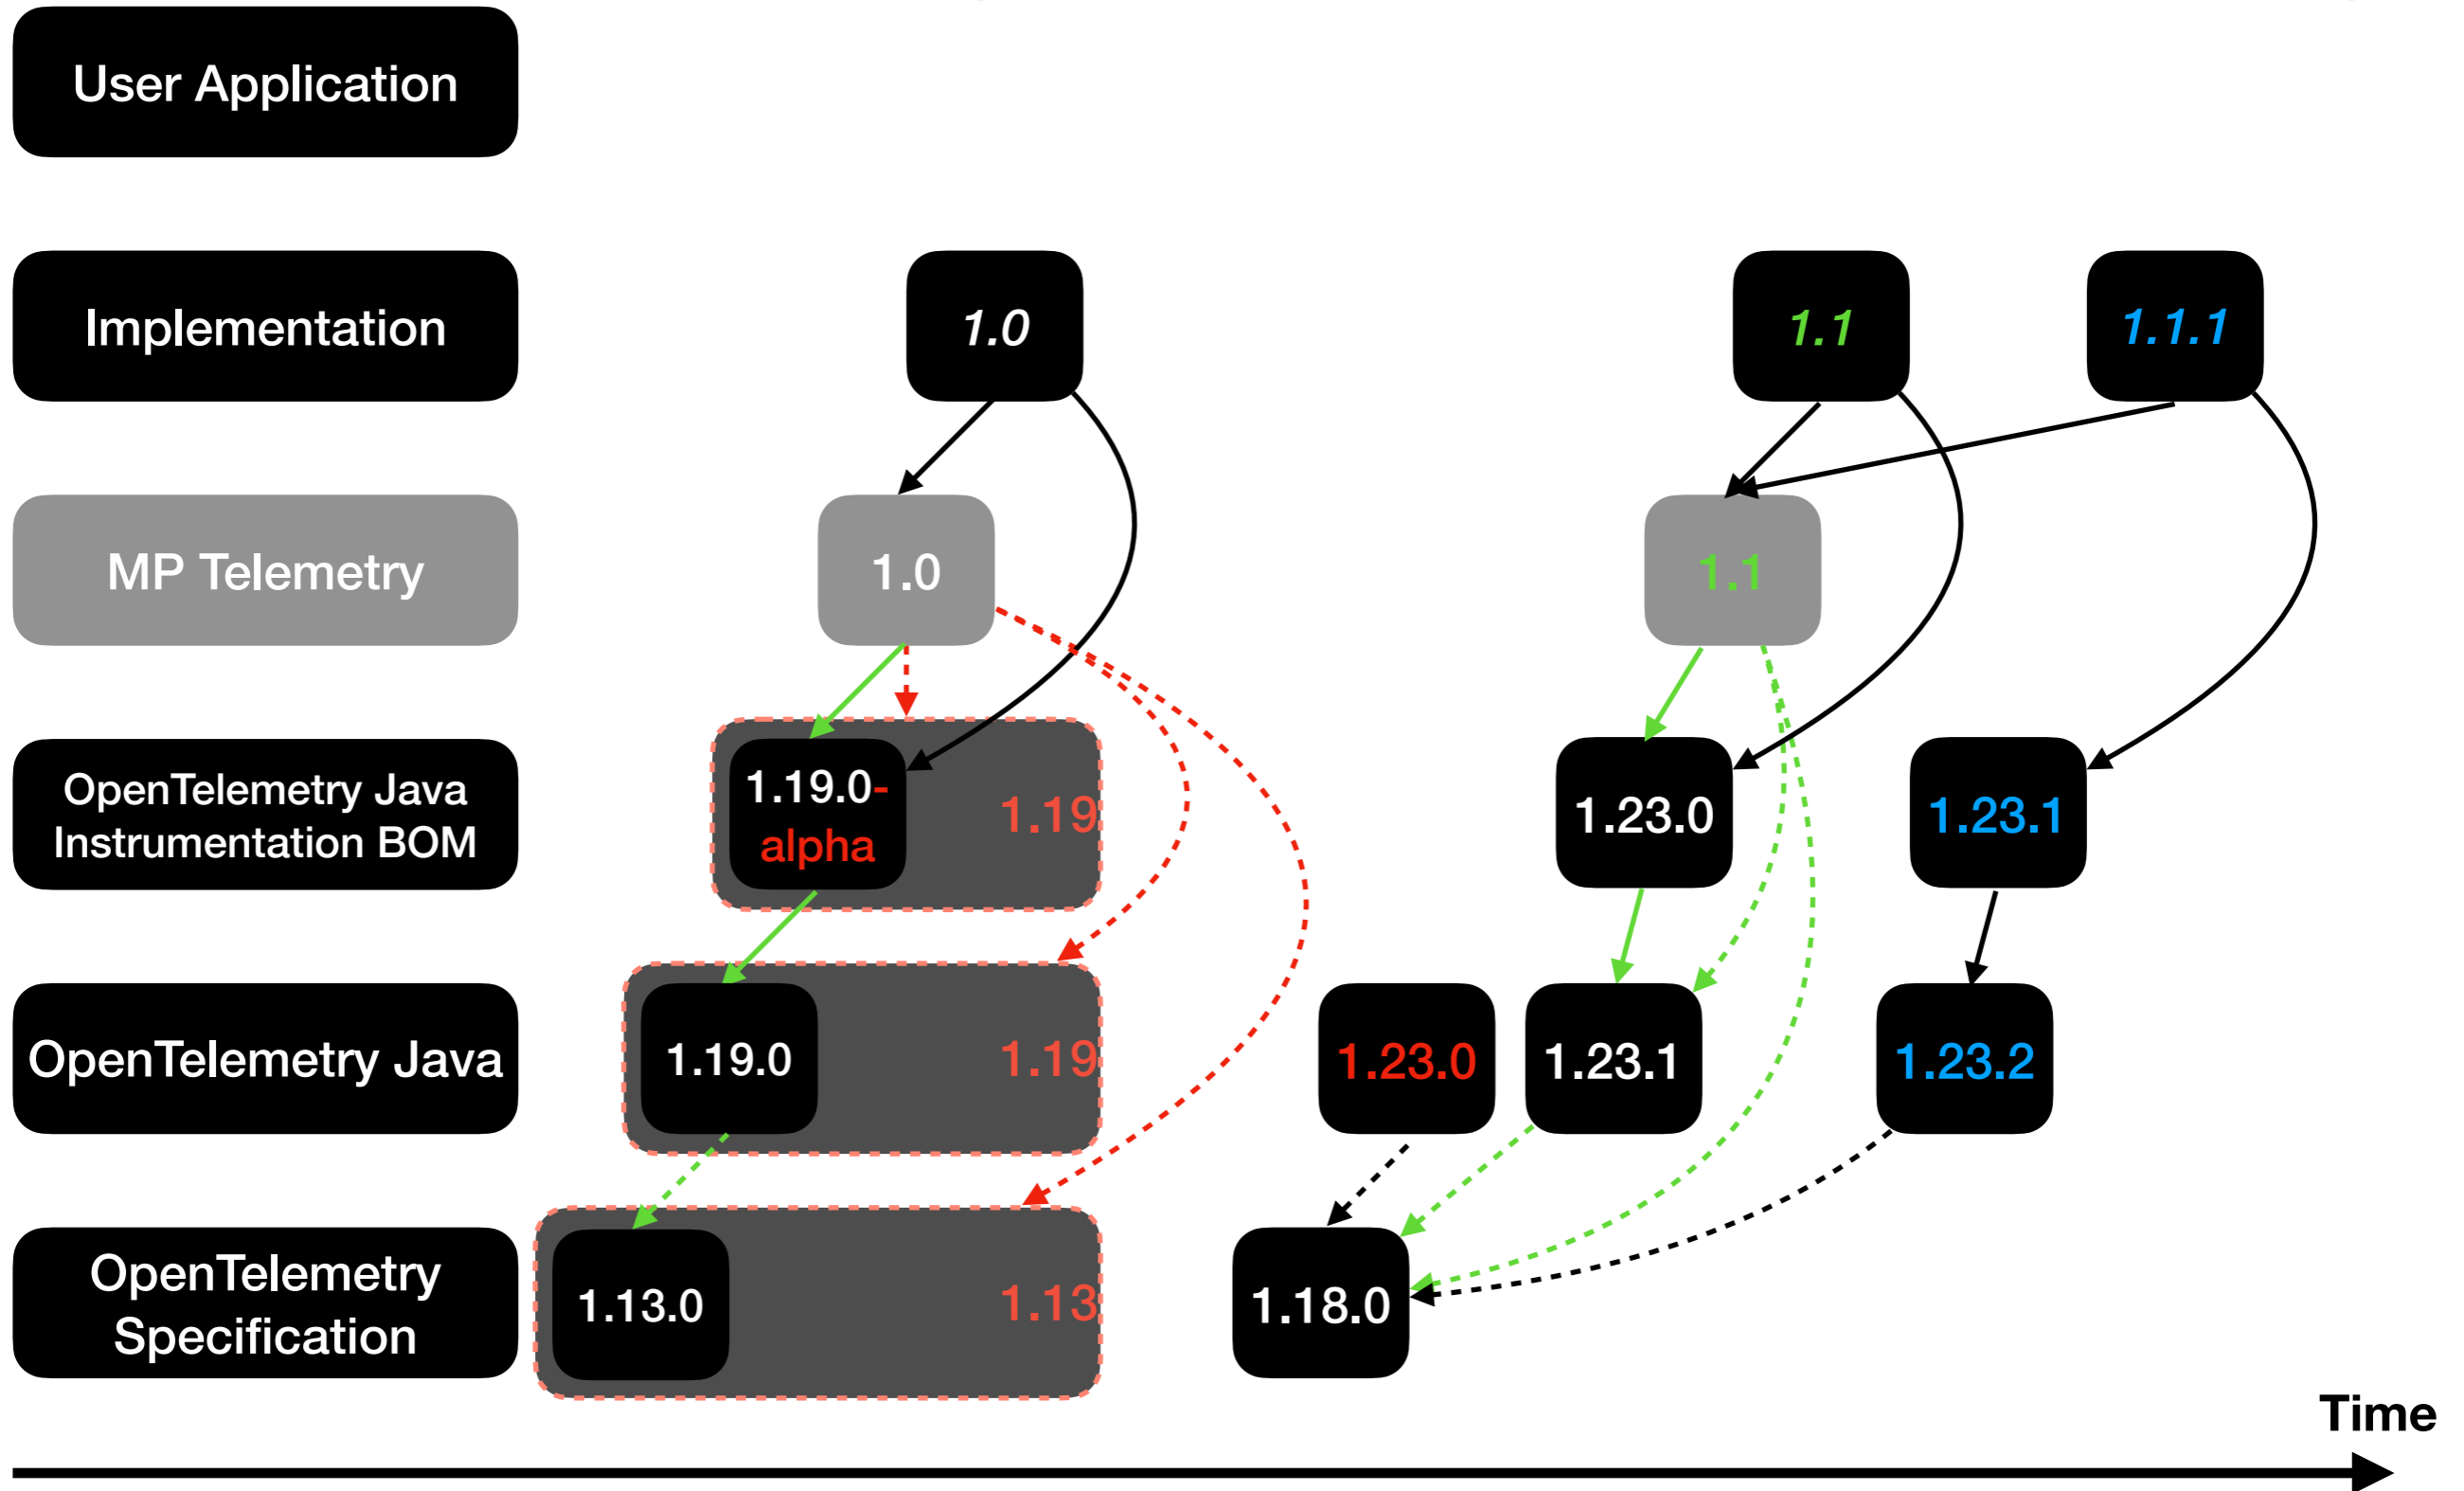 User Application
Implementation
1.0
1.1
1.1.1
MP Telemetry
1.0
1.1
OpenTelemetry Java
Instrumentation BOM
1.19.0-
alpha
1.19
1.23.0
1.23.1
OpenTelemetry Java
1.19.0
1.19
1.23.0
1.23.1
1.23.2
OpenTelemetry
Specification
1.13.0
1.13
1.18.0
Time